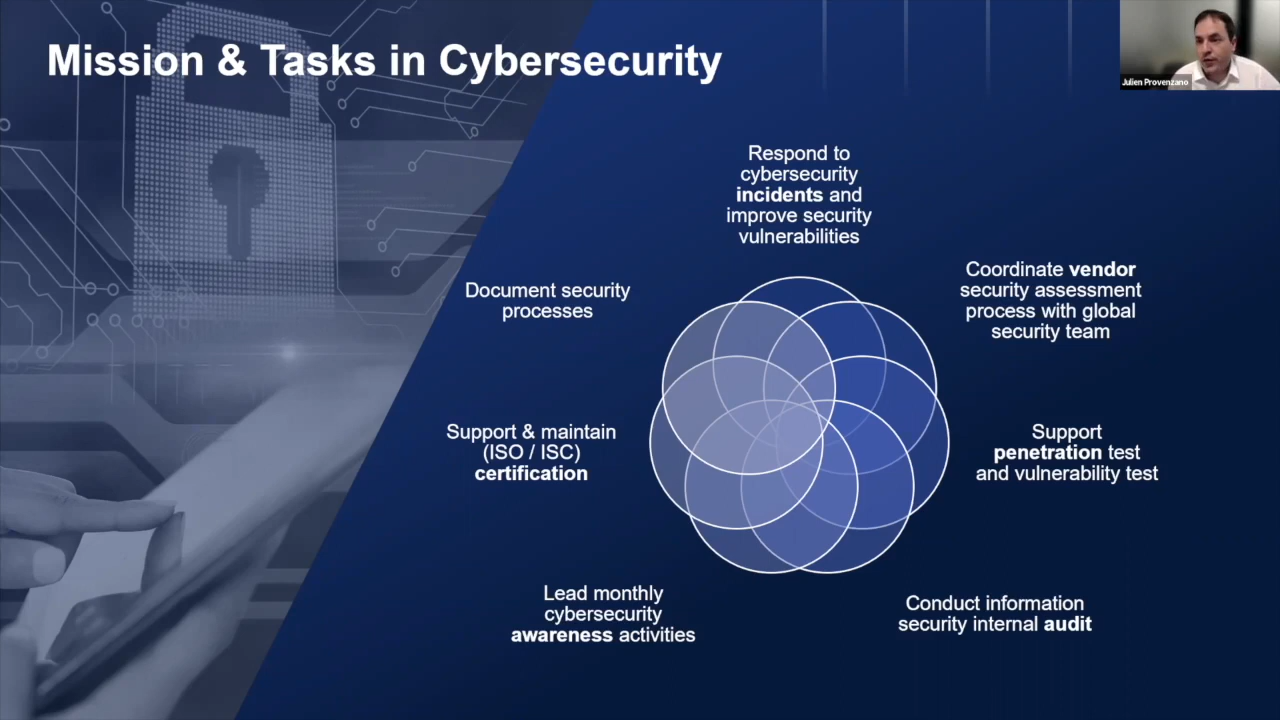 Mission & Tasks in Cybersecurity
Julien Provenzano
Respond to
cybersecurity
incidents and
improve security
vulnerabilities
Coordinate vendor
security assessment
process with global
security team
Support
penetration test
and vulnerability test
Conduct information
security internal audit
Lead monthly
cybersecurity
awareness activities
Support & maintain
(ISO / ISC)
certification
Document security
processes